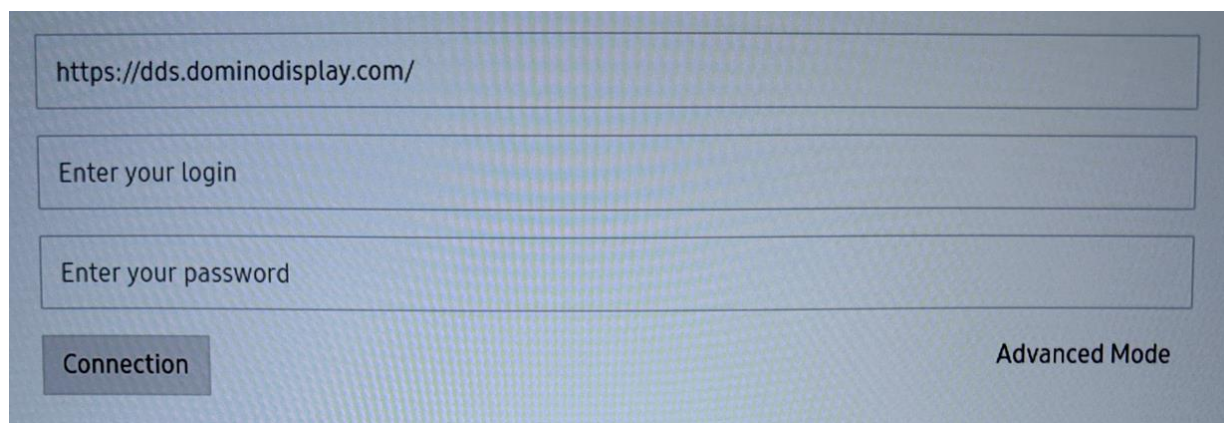 https://dds.dominodisplay.com/
Enter your login
Enter your password
Connection
Advanced Mode